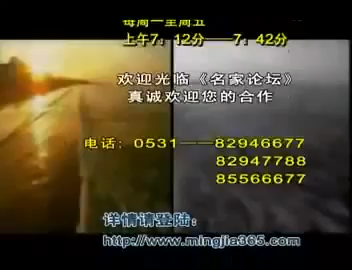 每周一至周五
上午7：12分——7：42分
欢迎光临《名家论坛》
真诚欢迎您的合作
电话：0531——82946677
82947788
85566677
详情请登陆：
http://www.mingjia365.com